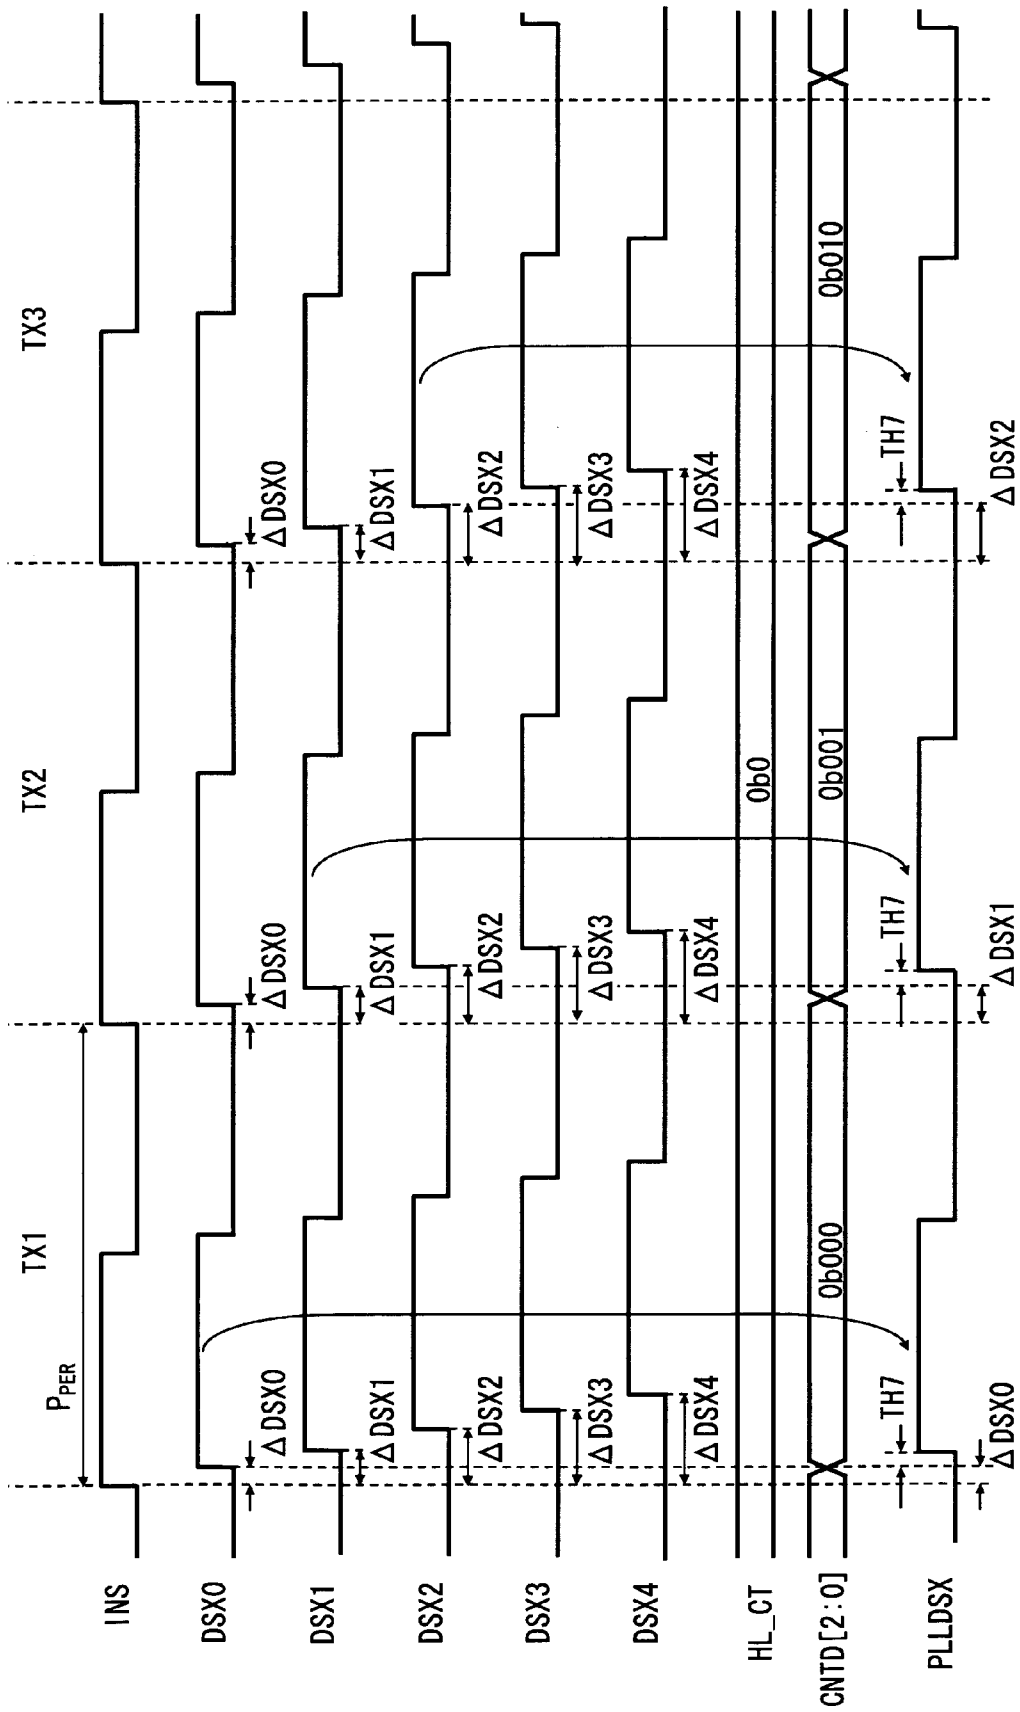 TX1
TX2
TX3
PPER
INS
DSX0
ΔDSX0
ΔDSX0
ΔDSX0
DSX1
ΔDSX1
ΔDSX1
ΔDSX1
DSX2
ΔDSX2
ΔDSX2
ΔDSX2
DSX3
ΔDSX3
ΔDSX3
ΔDSX3
DSX4
ΔDSX4
ΔDSX4
ΔDSX4
HL_CT
0b0
CNTD[2:0]
0b000
0b001
0b010
TH7
TH7
TH7
PLLDSX
ΔDSX0
ΔDSX1
ΔDSX2